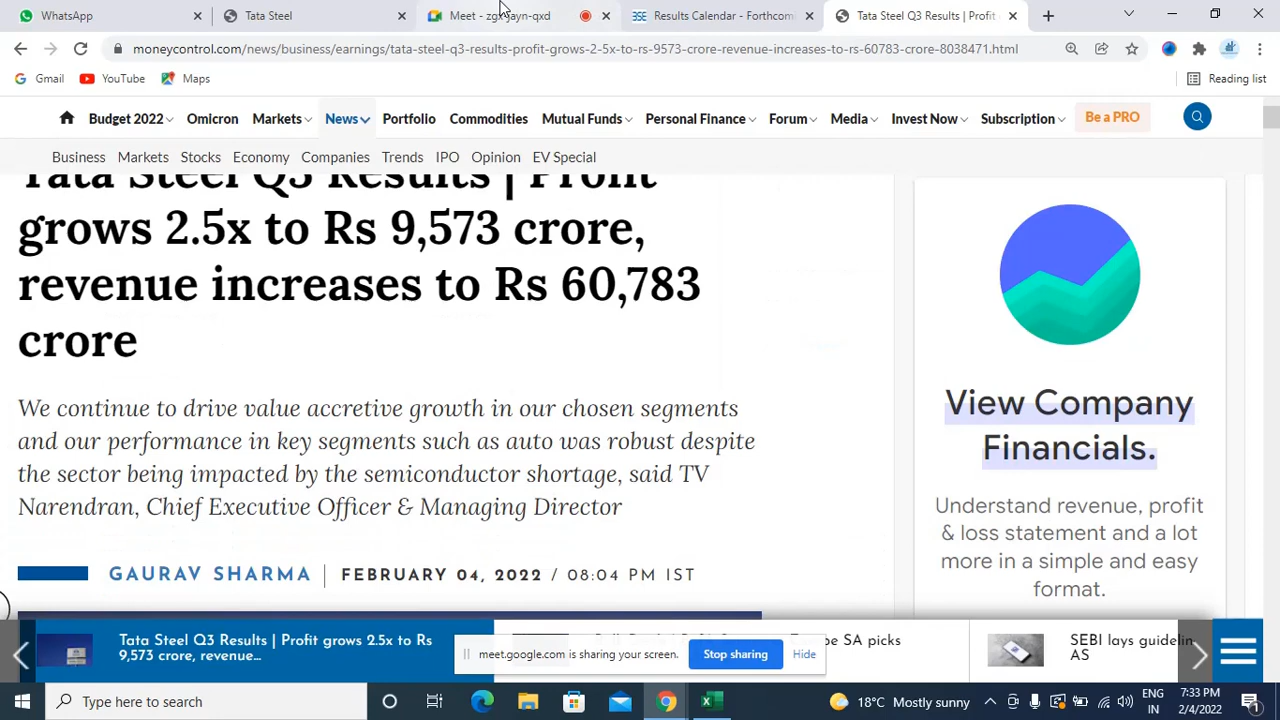 WhatsApp
Tata Steel
Meet - zgx
yn-qxd
Results Calendar - Forthcom
Tata Steel Q3 Results | Profit
moneycontrol.com/news/business/earnings/tata-steel-q3-results-profit-grows-2-5x-to-rs-9573-crore-revenue-increases-to-rs-60783-crore-8038471.html
Gmail
YouTube
Maps
Reading list
Budget 2022
Omicron
Markets
News
Portfolio
Commodities
Mutual Funds
Personal Finance
Forum
Media
Invest Now
Subscription
Be a PRO
Business
Markets
Stocks
Economy
Companies
Trends
IPO
Opinion
EV Special
Tata Steel Q3 Results | Profit
grows 2.5x to Rs 9,573 crore,
revenue increases to Rs 60,783
crore
We continue to drive value accretive growth in our chosen segments
and our performance in key segments such as auto was robust despite
the sector being impacted by the semiconductor shortage, said TV
Narendran, Chief Executive Officer & Managing Director
GAURAV SHARMA | FEBRUARY 04, 2022 / 08:04 PM IST
View Company
Financials.
Understand revenue, profit
& loss statement and a lot
more in a simple and easy
format.
Tata Steel Q3 Results | Profit grows 2.5x to Rs
9,573 crore, revenue...
pe SA picks
SEBI lays guidelin
AS
meet.google.com is sharing your screen.
Stop sharing
Hide
Type here to search
18°C Mostly sunny
ENG
IN
7:33 PM
2/4/2022